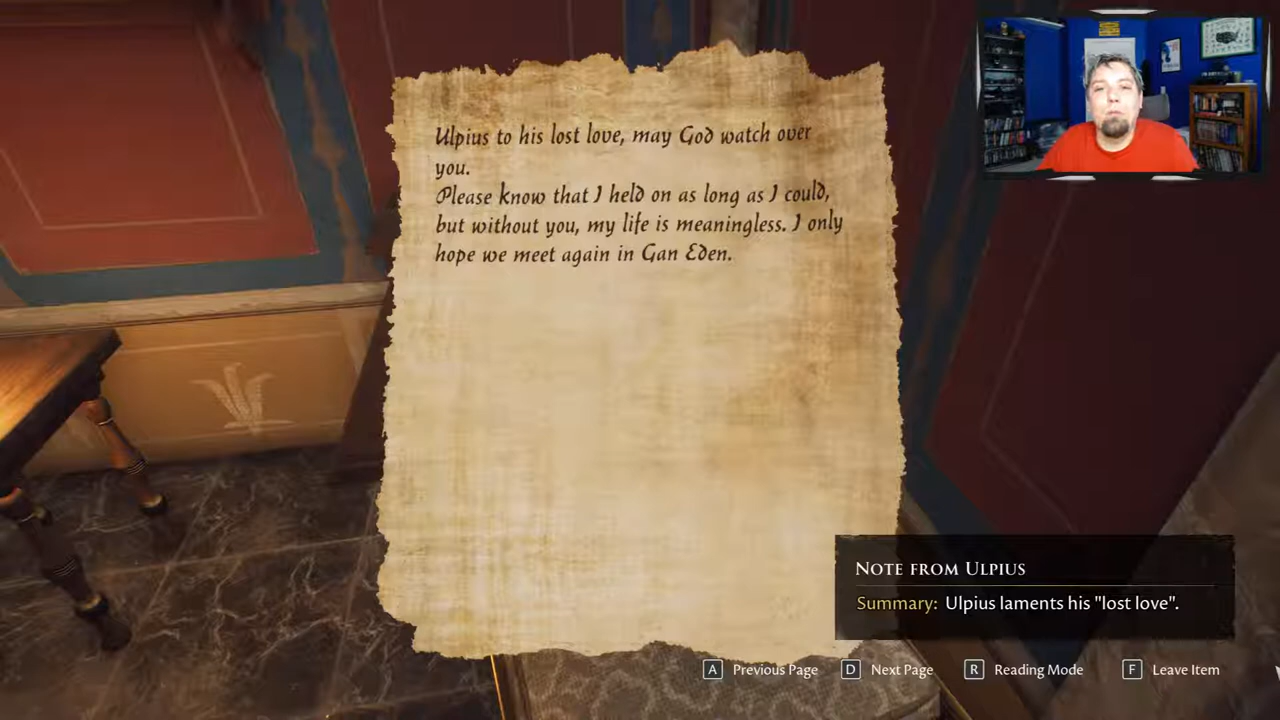 Ulpius to his lost love, may God watch over
you.
Please know that I held on as long as I could,
but without you, my life is meaningless. I only
hope we meet again in Gan Eden.
NOTE FROM ULPIUS
Summary: Ulpius laments his "lost love".
A Previous Page D Next Page R Reading Mode F Leave Item